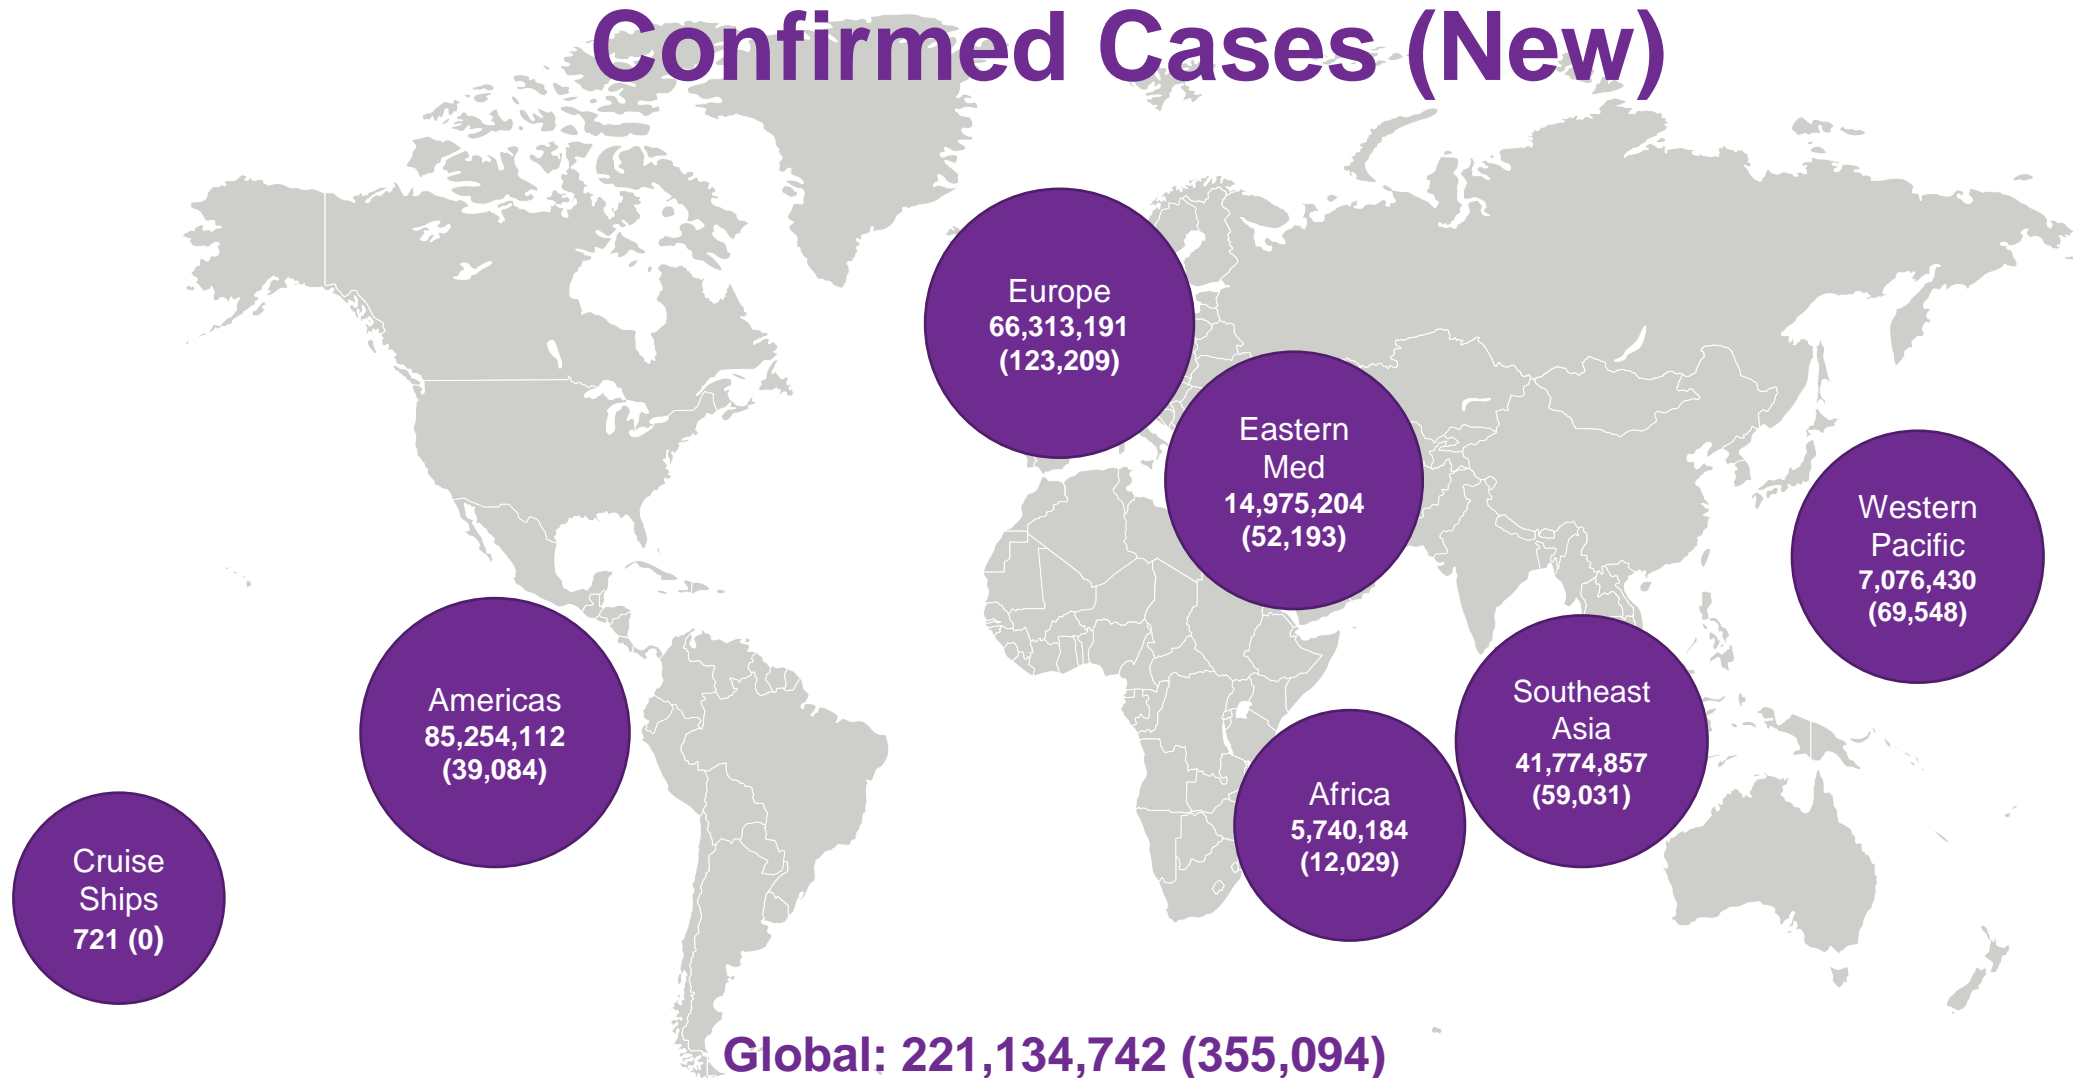 Confirmed Cases (New)
Europe
66,313,191
(123,209)
Eastern
Med
14,975,204
(52,193)
Western
Pacific
7,076,430
(69,548)
Americas
85,254,112
(39,084)
Southeast
Asia
41,774,857
(59,031)
Africa
5,740,184
(12,029)
Cruise
Ships
721 (0)
Global: 221,134,742 (355,094)